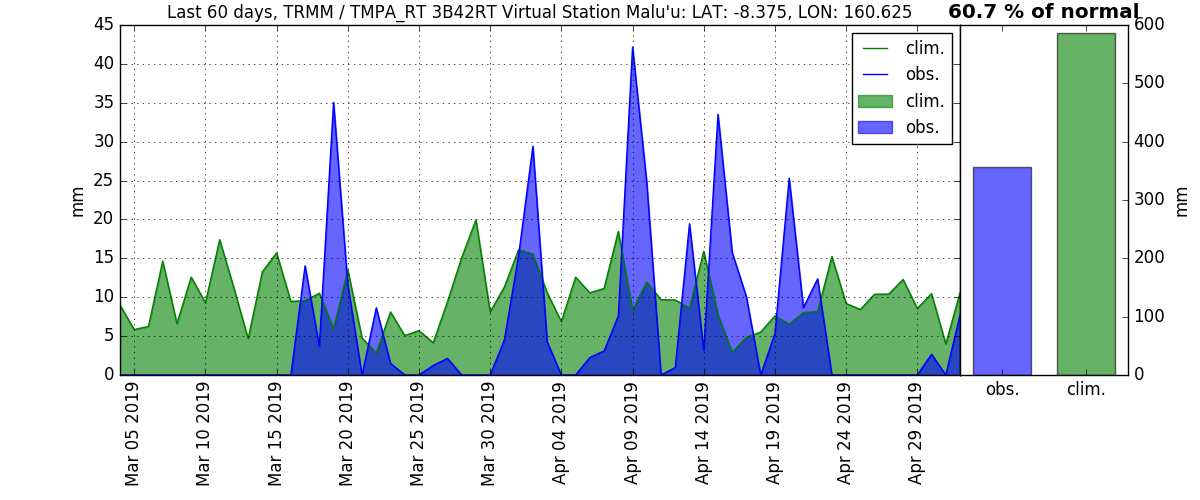 Last 60 days, TRMM / TMPA_RT 3B42RT Virtual Station Malu'u: LAT: -8.375, LON: 160.625
60.7 % of normal
45
40
35
30
25
20
15
10
5
0
mm
clim.
obs.
clim.
obs.
600
500
400
300
200
100
0
mm
obs.
clim.
Mar 05 2019
Mar 10 2019
Mar 15 2019
Mar 20 2019
Mar 25 2019
Mar 30 2019
Apr 04 2019
Apr 09 2019
Apr 14 2019
Apr 19 2019
Apr 24 2019
Apr 29 2019